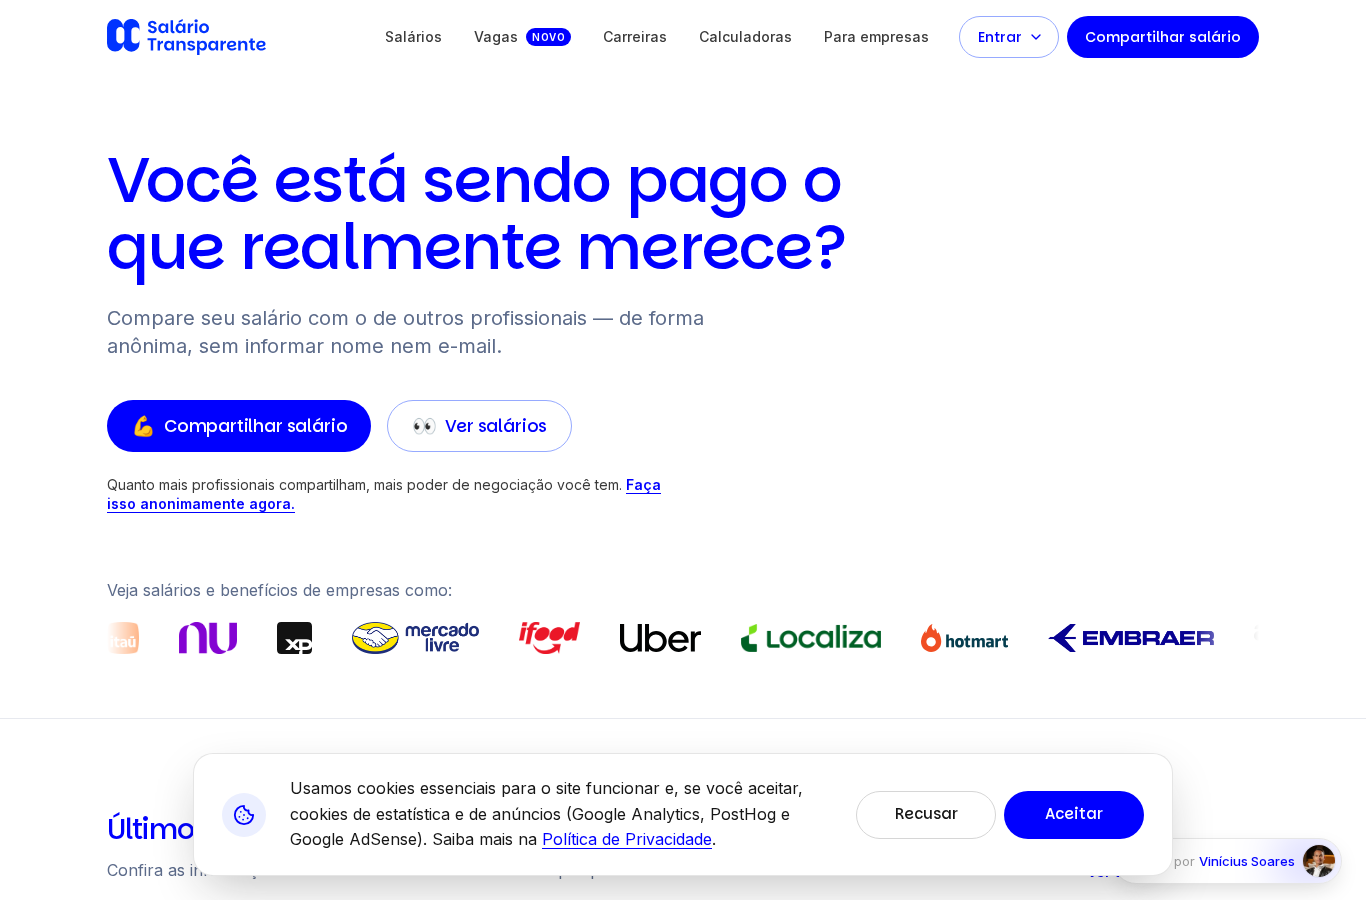 Salário
Transparente
Salários
Vagas NOVO
Carreiras
Calculadoras
Para empresas
Entrar
Compartilhar salário
Você está sendo pago o
que realmente merece?
Compare seu salário com o de outros profissionais — de forma
anônima, sem informar nome nem e-mail.
💪 Compartilhar salário
👀 Ver salários
Quanto mais profissionais compartilham, mais poder de negociação você tem. Faça
isso anonimamente agora.
Veja salários e benefícios de empresas como:
itaú
nu
xp
mercado
livre
ifood
Uber
Localiza
hotmart
EMBRAER
Usamos cookies essenciais para o site funcionar e, se você aceitar,
cookies de estatística e de anúncios (Google Analytics, PostHog e
Google AdSense). Saiba mais na Política de Privacidade.
Recusar
Aceitar
Último
Confira as
por Vinícius Soares